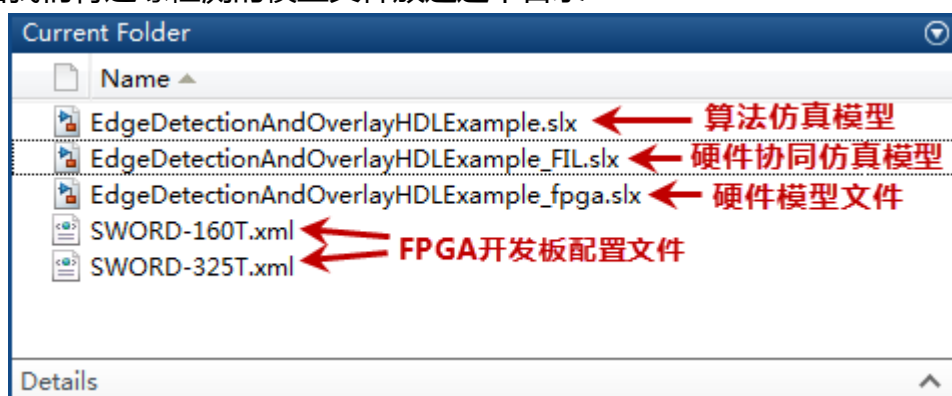 Current Folder
Name
EdgeDetectionAndOverlayHDLExample.slx 算法仿真模型
EdgeDetectionAndOverlayHDLExample_FIL.slx 硬件协同仿真模型
EdgeDetectionAndOverlayHDLExample_fpga.slx 硬件模型文件
SWORD-160T.xml
FPGA开发板配置文件
SWORD-325T.xml
Details